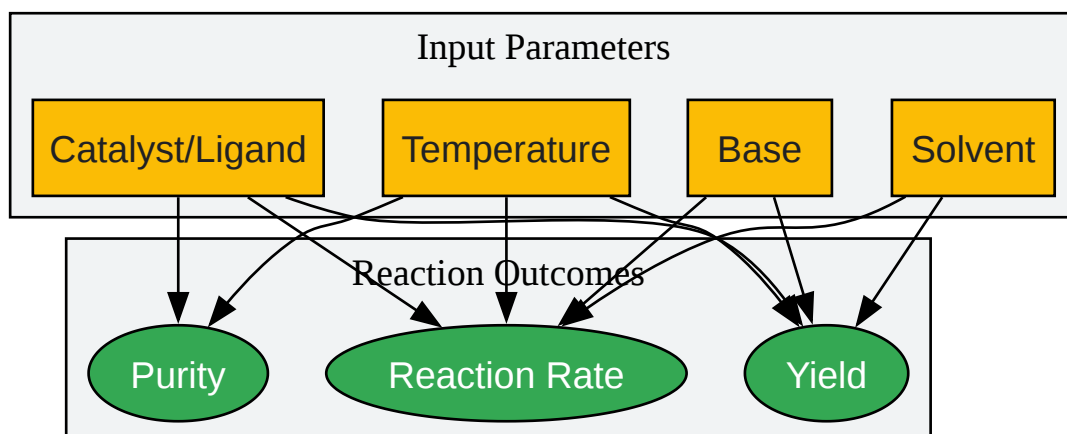 Input Parameters
Catalyst/Ligand
Temperature
Base
Solvent
Reaction Outcomes
Purity
Reaction Rate
Yield